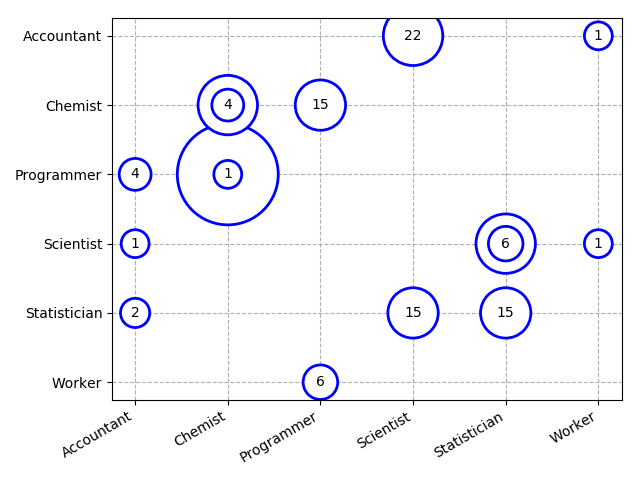 Accountant 22 1
Chemist 4 15
Programmer 4 1
Scientist 1 6 1
Statistician 2 15 15
Worker 6
Accountant Chemist Programmer Scientist Statistician Worker